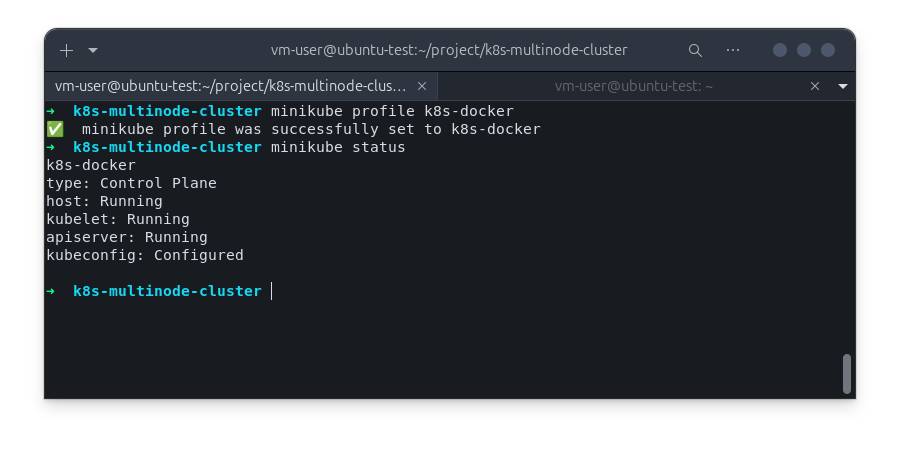 vm-user@ubuntu-test:~/project/k8s-multinode-cluster
vm-user@ubuntu-test:~/project/k8s-multinode-clus…
vm-user@ubuntu-test: ~
➜  k8s-multinode-cluster minikube profile k8s-docker
✅  minikube profile was successfully set to k8s-docker
➜  k8s-multinode-cluster minikube status
k8s-docker
type: Control Plane
host: Running
kubelet: Running
apiserver: Running
kubeconfig: Configured
➜  k8s-multinode-cluster